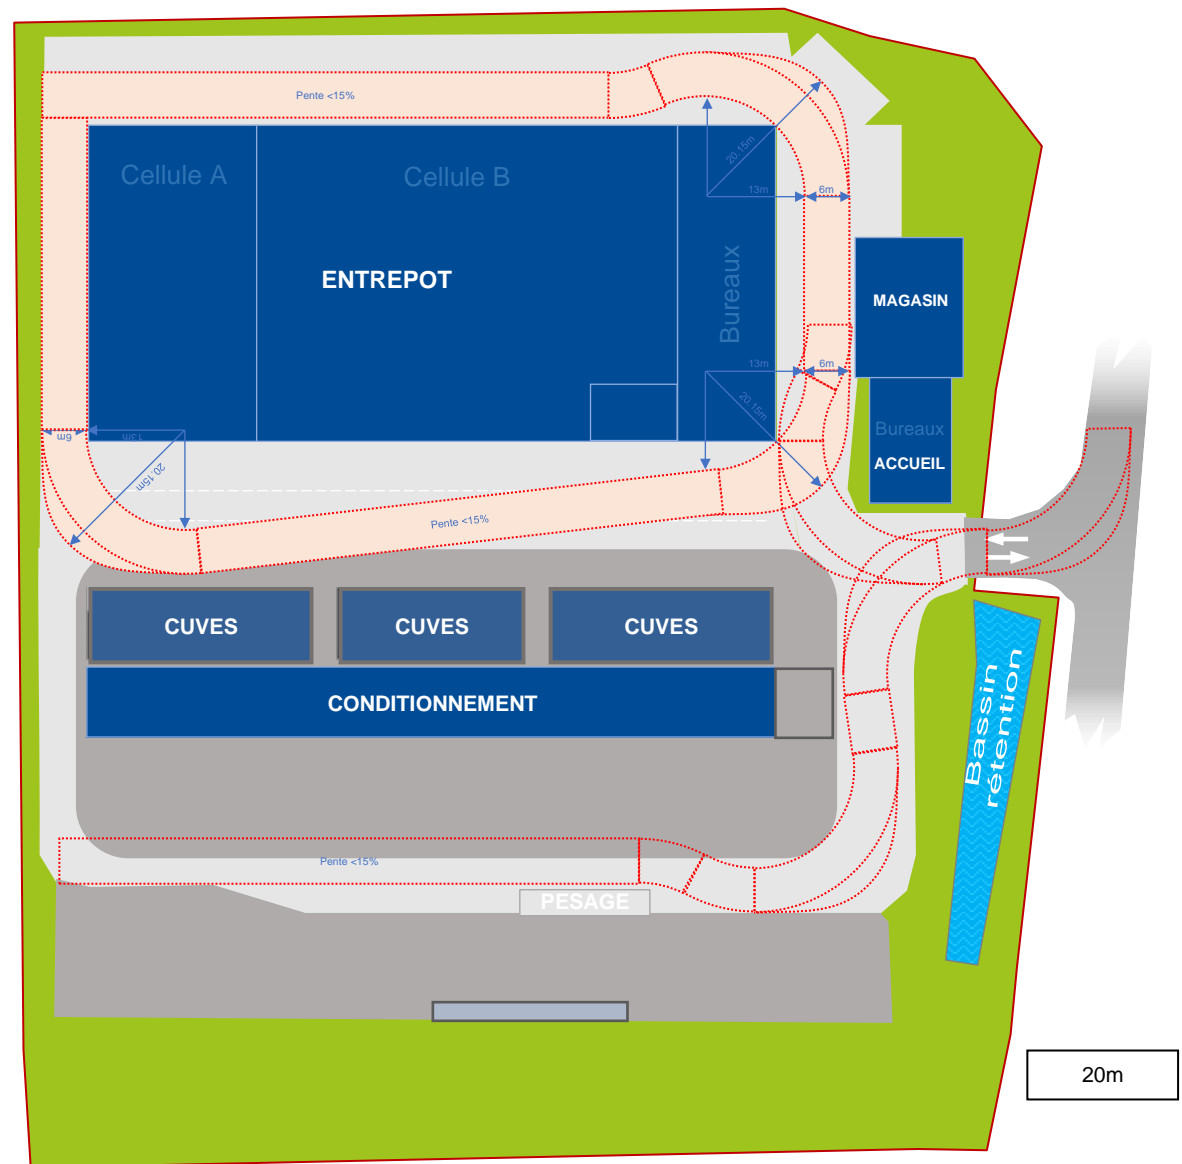 Pente <15%
Cellule A
Cellule B
20.15m
13m
6m
ENTREPOT
Bureaux
MAGASIN
13m
6m
20.15m
Bureaux
ACCUEIL
6m
13m
20.15m
Pente <15%
CUVES
CUVES
CUVES
CONDITIONNEMENT
Bassin
rétention
Pente <15%
PESAGE
20m